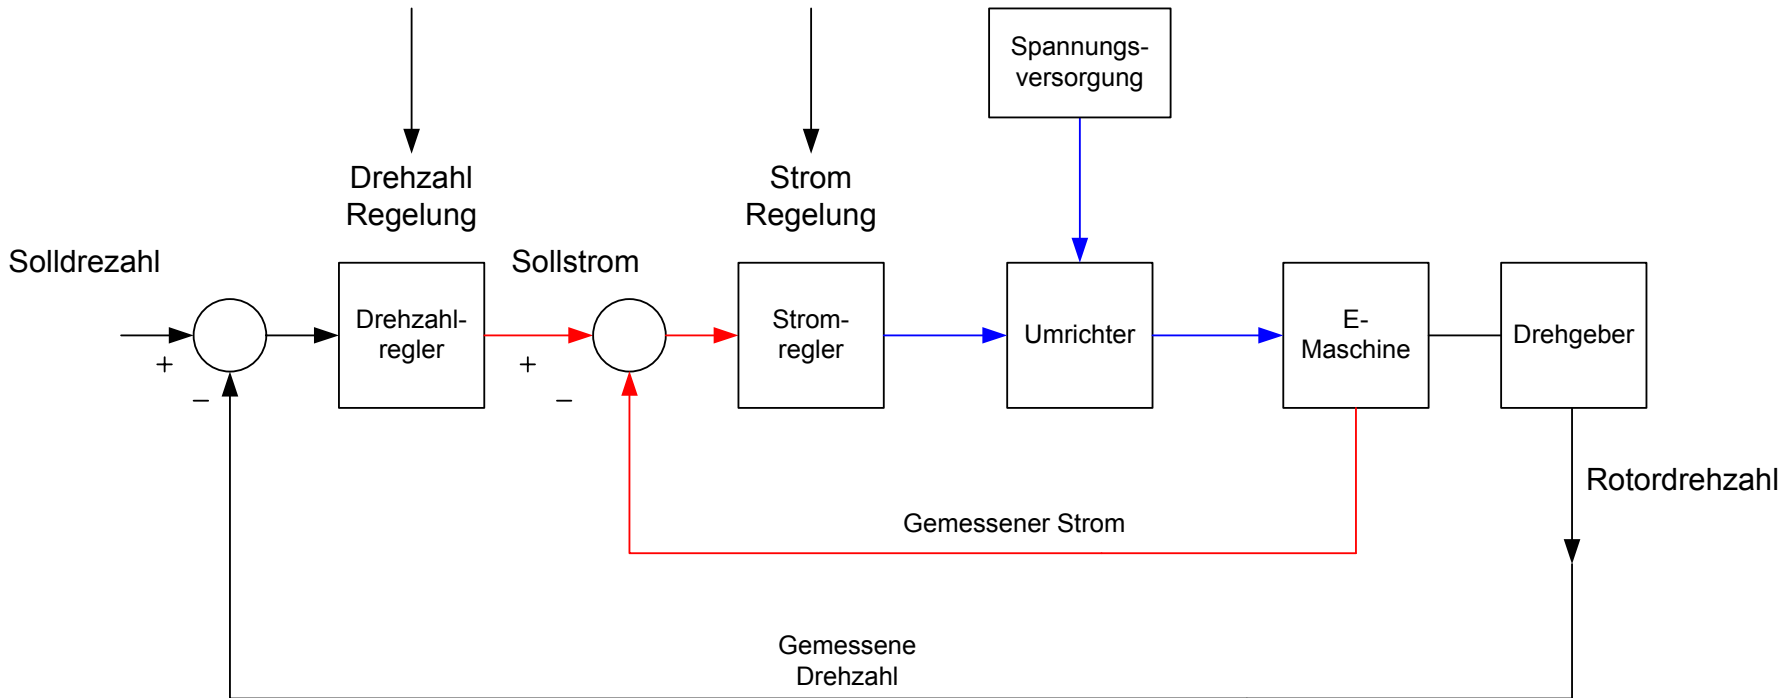 Spannungs-
versorgung
Drehzahl
Regelung
Strom
Regelung
Solldrezahl
Sollstrom
Drehzahl-
regler
Strom-
regler
Umrichter
E-
Maschine
Drehgeber
+
–
+
–
Rotordrehzahl
Gemessener Strom
Gemessene
Drehzahl